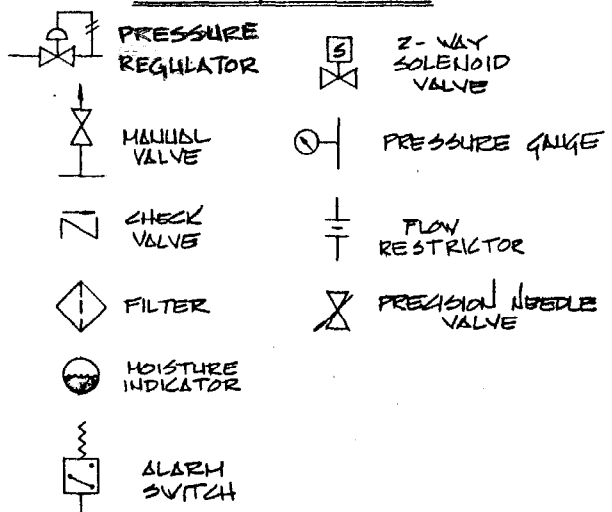 PRESSURE
REGULATOR
MANUAL
VALVE
CHECK
VALVE
FILTER
MOISTURE
INDICATOR
ALARM
SWITCH
S
2-WAY
SOLENOID
VALVE
PRESSURE GAUGE
FLOW
RESTRICTOR
PRECISION NEEDLE
VALVE